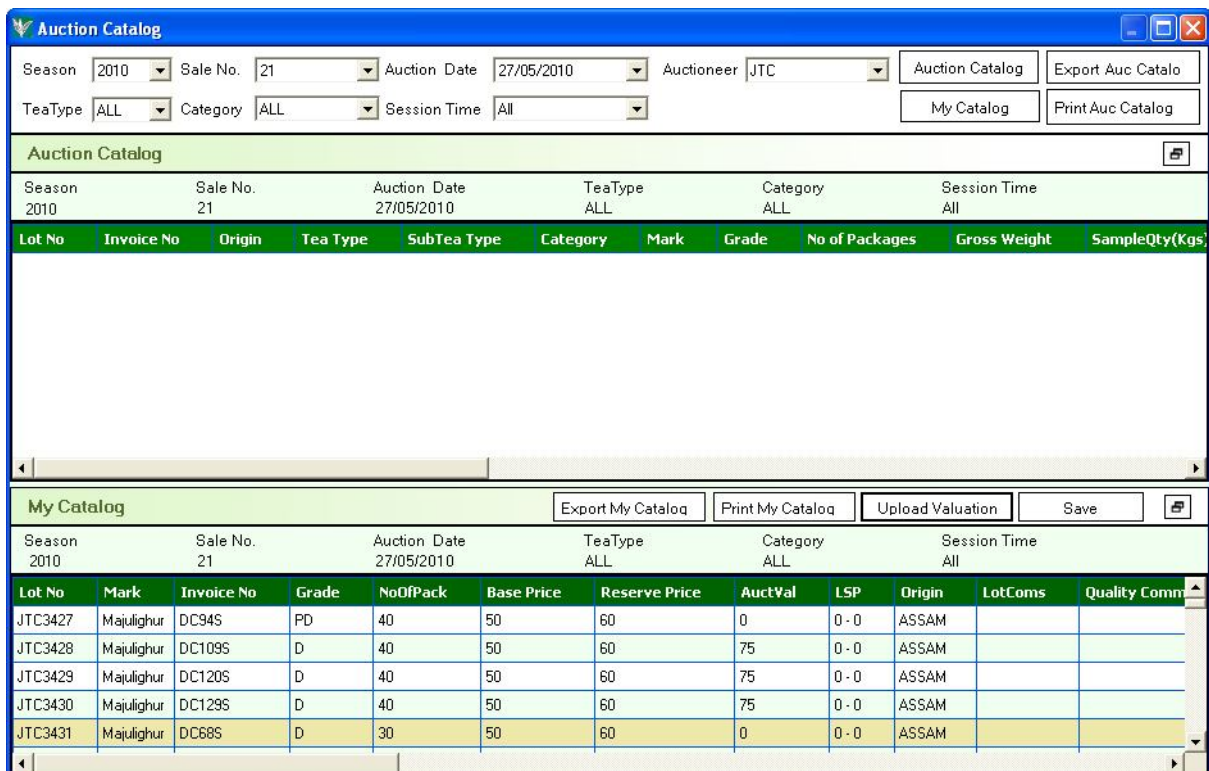 Auction Catalog
Season 2010 Sale No. 21 Auction Date 27/05/2010 Auctioneer JTC Auction Catalog Export Auc Catalo
TeaType ALL Category ALL Session Time All My Catalog Print Auc Catalog
Auction Catalog
Season Sale No. Auction Date TeaType Category Session Time
2010 21 27/05/2010 ALL ALL All
Lot No Invoice No Origin Tea Type SubTea Type Category Mark Grade No of Packages Gross Weight SampleQty(Kgs)
My Catalog Export My Catalog Print My Catalog Upload Valuation Save
Season Sale No. Auction Date TeaType Category Session Time
2010 21 27/05/2010 ALL ALL All
Lot No Mark Invoice No Grade NoOfPack Base Price Reserve Price AuctVal LSP Origin LotComs Quality Comm
JTC3427 Majulighur DC94S PD 40 50 60 0 0 - 0 ASSAM
JTC3428 Majulighur DC109S D 40 50 60 75 0 - 0 ASSAM
JTC3429 Majulighur DC120S D 40 50 60 75 0 - 0 ASSAM
JTC3430 Majulighur DC129S D 40 50 60 75 0 - 0 ASSAM
JTC3431 Majulighur DC68S D 30 50 60 0 0 - 0 ASSAM